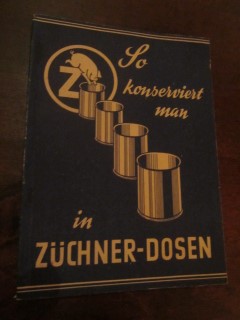 So
Z
konserviert
man
in
ZÜCHNER-DOSEN